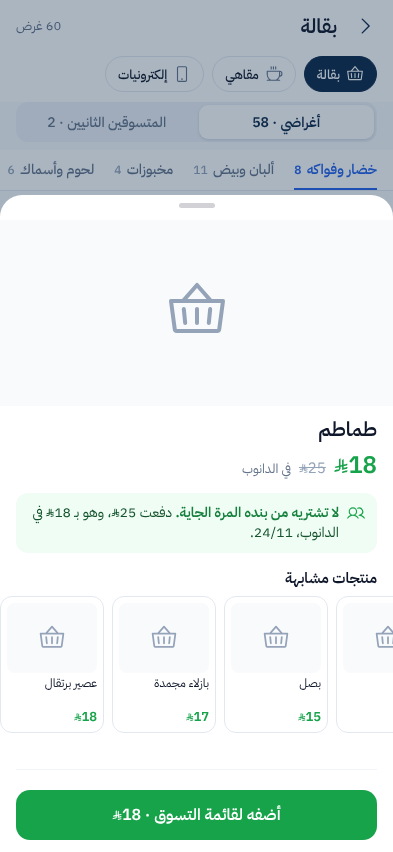 بقالة
60 غرض
بقالة
مقاهي
إلكترونيات
أغراضي · 58
المتسوقين الثانيين · 2
خضار وفواكه 8
ألبان وبيض 11
مخبوزات 4
لحوم وأسماك 6
طماطم
18⃁ 25⃁ في الدانوب
لا تشتريه من بنده المرة الجاية. دفعت 25⃁، وهو بـ 18⃁ في
الدانوب، 24/11.
منتجات مشابهة
بصل
15⃁
بازلاء مجمدة
17⃁
عصير برتقال
18⃁
أضفه لقائمة التسوق · 18⃁